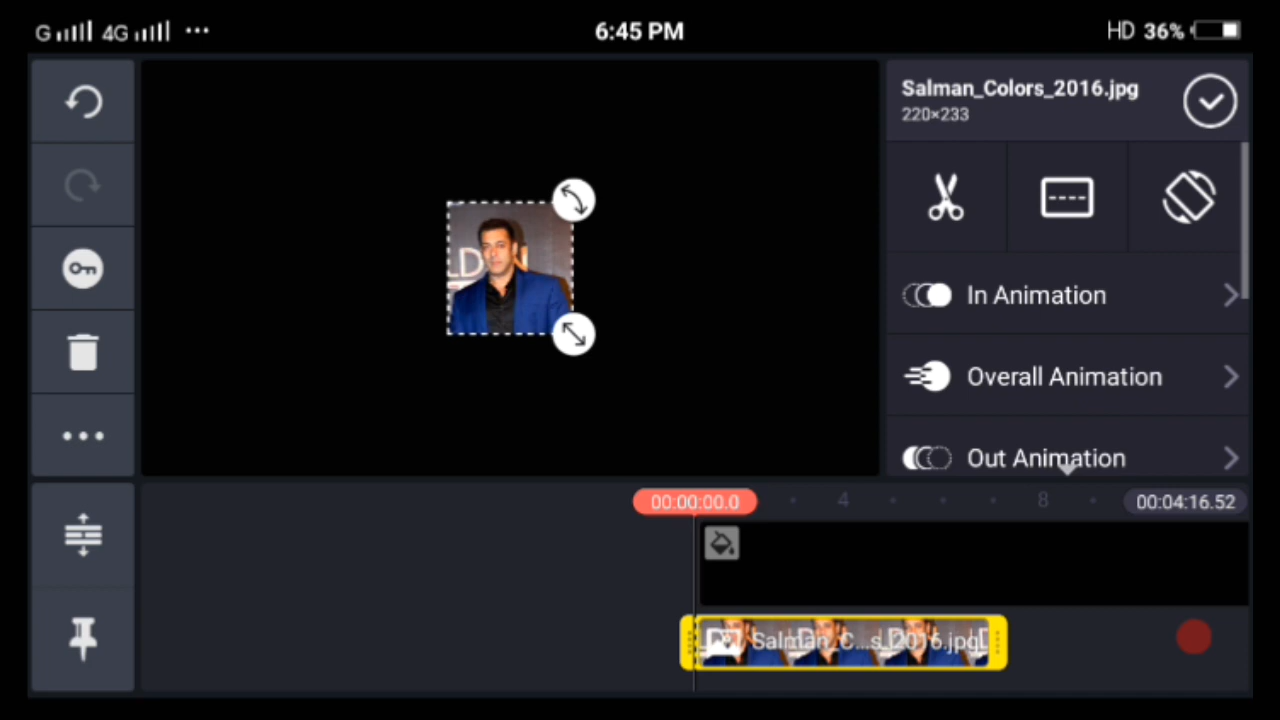 G 4G ...
6:45 PM
HD 36%
Salman_Colors_2016.jpg
220×233
In Animation
Overall Animation
Out Animation
00:00:00.0
4
8
00:04:16.52
Salman_C...s_2016.jpg
LD N